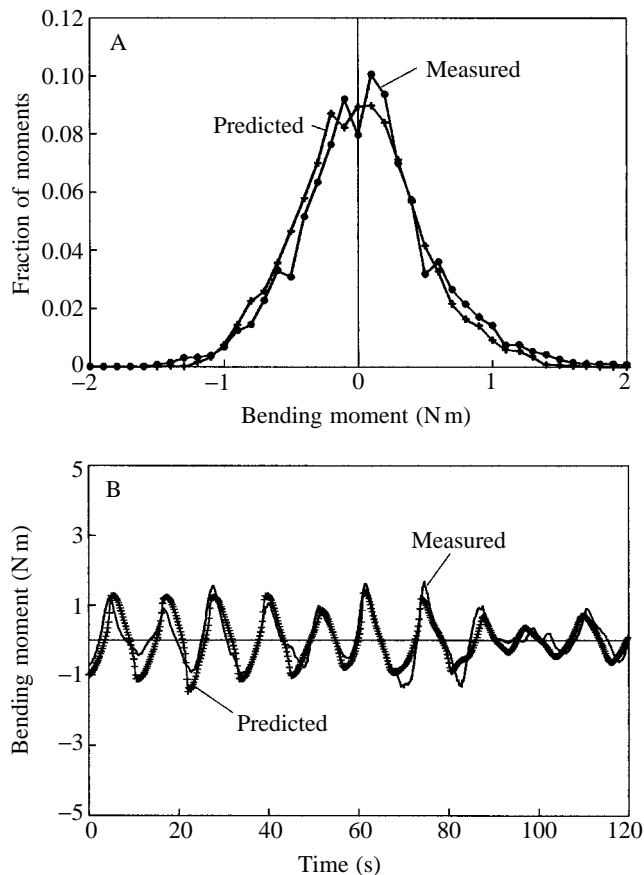 A
0.12
0.10
0.08
0.06
0.04
0.02
0
Fraction of moments
Measured
Predicted
−2
−1
0
1
2
Bending moment (N m)
B
5
3
1
−1
−3
−5
Bending moment (N m)
Measured
Predicted
0
20
40
60
80
100
120
Time (s)